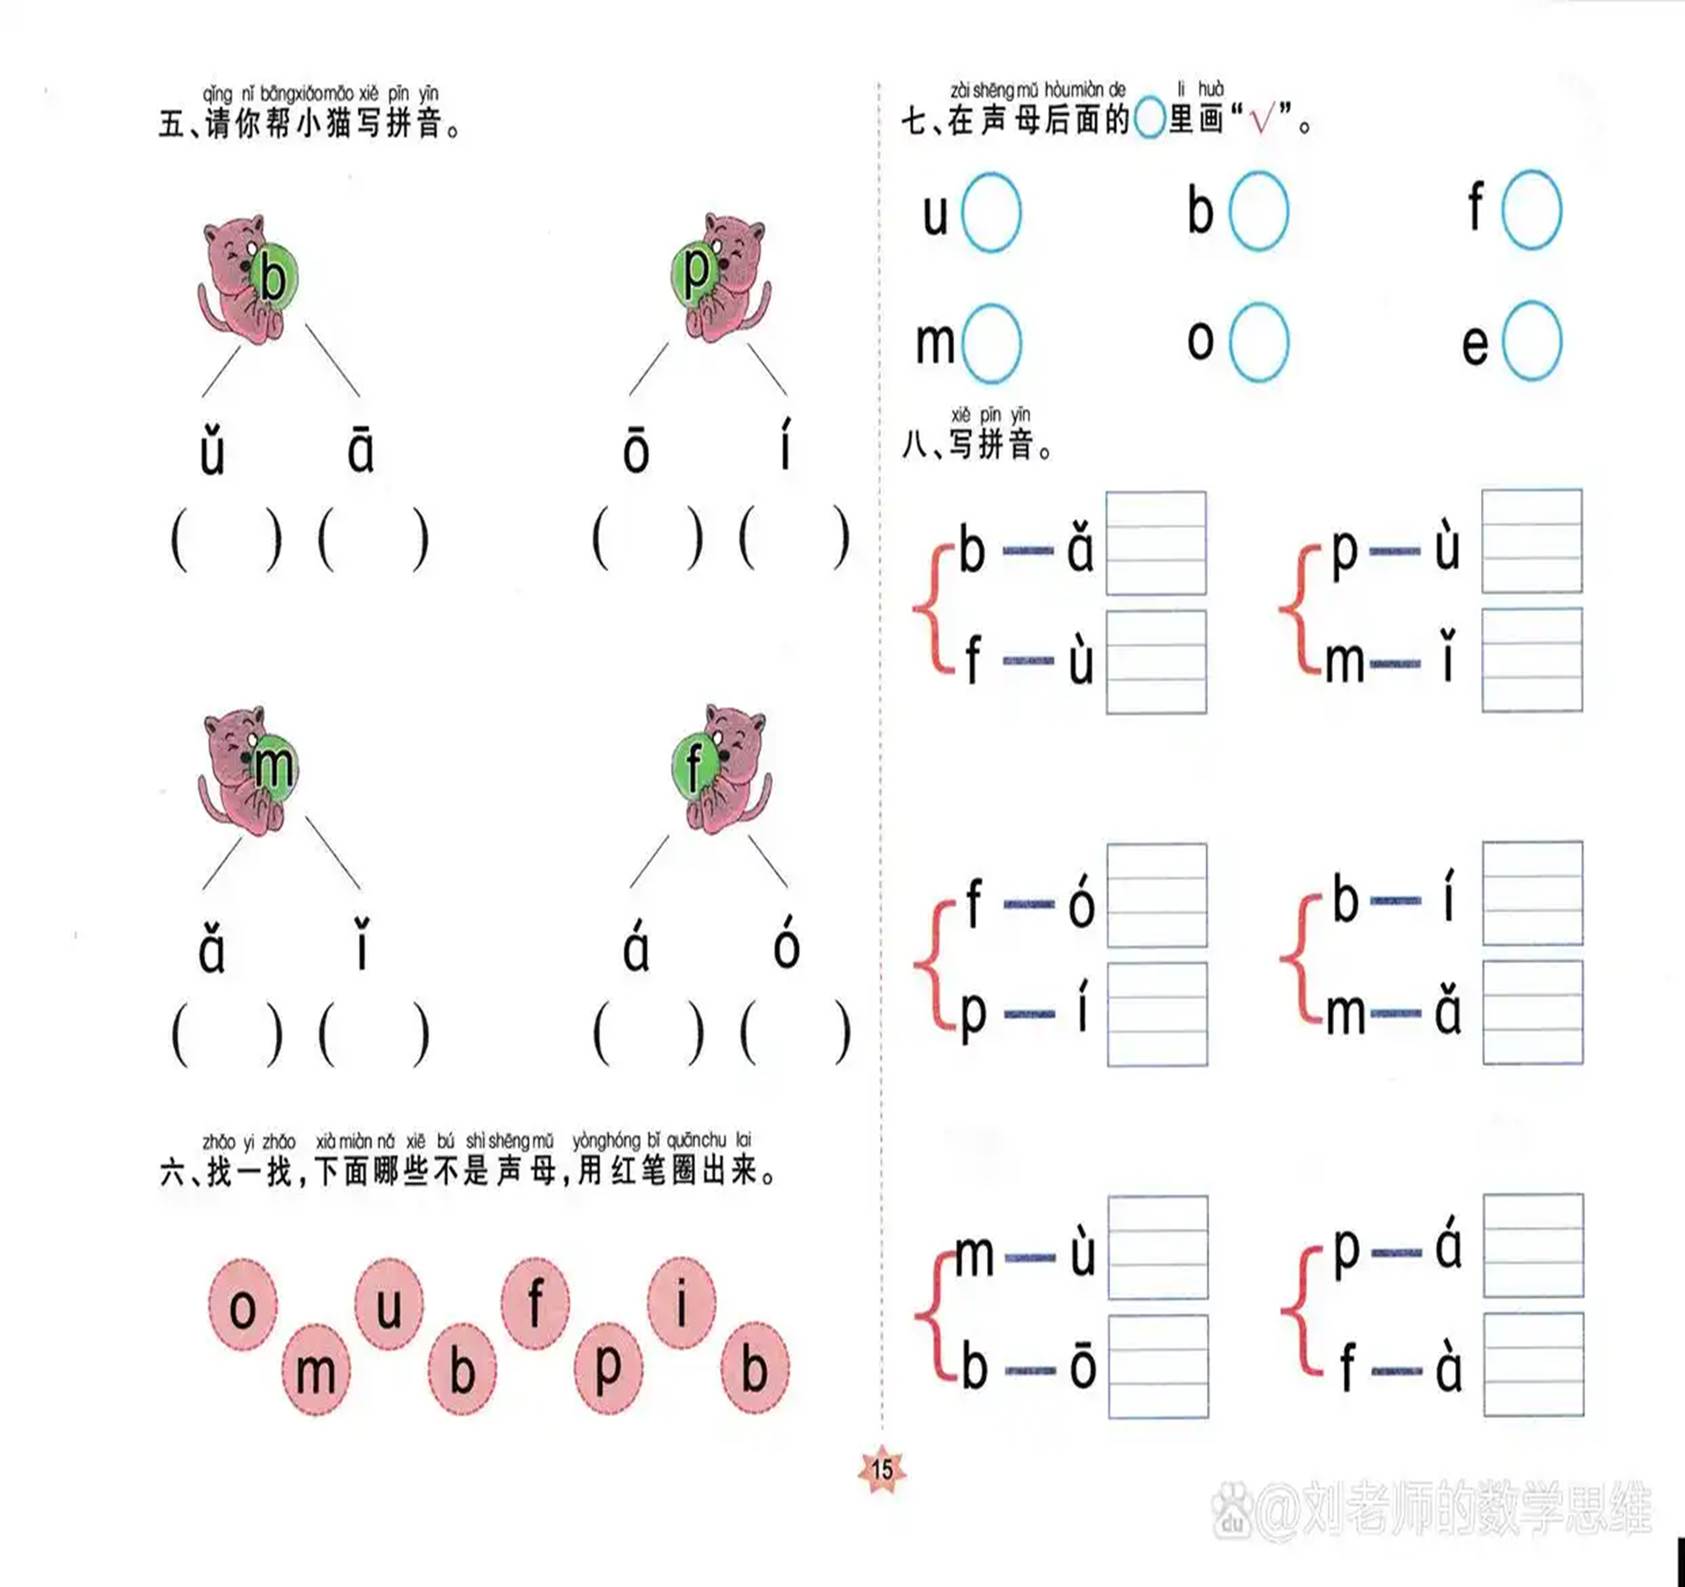 qǐng nǐ bāng xiǎo māo xiě pīn yīn
五、请你帮小猫写拼音。
b p
ǔ ā ō í
( ) ( ) ( ) ( )
m f
ǎ ǐ á ó
( ) ( ) ( ) ( )
zhǎo yi zhǎo xià miàn nǎ xiē bú shì shēng mǔ yòng hóng bǐ quān chu lai
六、找一找，下面哪些不是声母，用红笔圈出来。
o u f i
m b p b
zài shēng mǔ hòu miàn de li huà
七、在声母后面的○里画“√”。
u b f
m o e
xiě pīn yīn
八、写拼音。
b — ǎ p — ù
f — ù m — ǐ
f — ó b — í
p — í m — ǎ
m — ù p — á
b — ō f — à
15
du @刘老师的数学思维